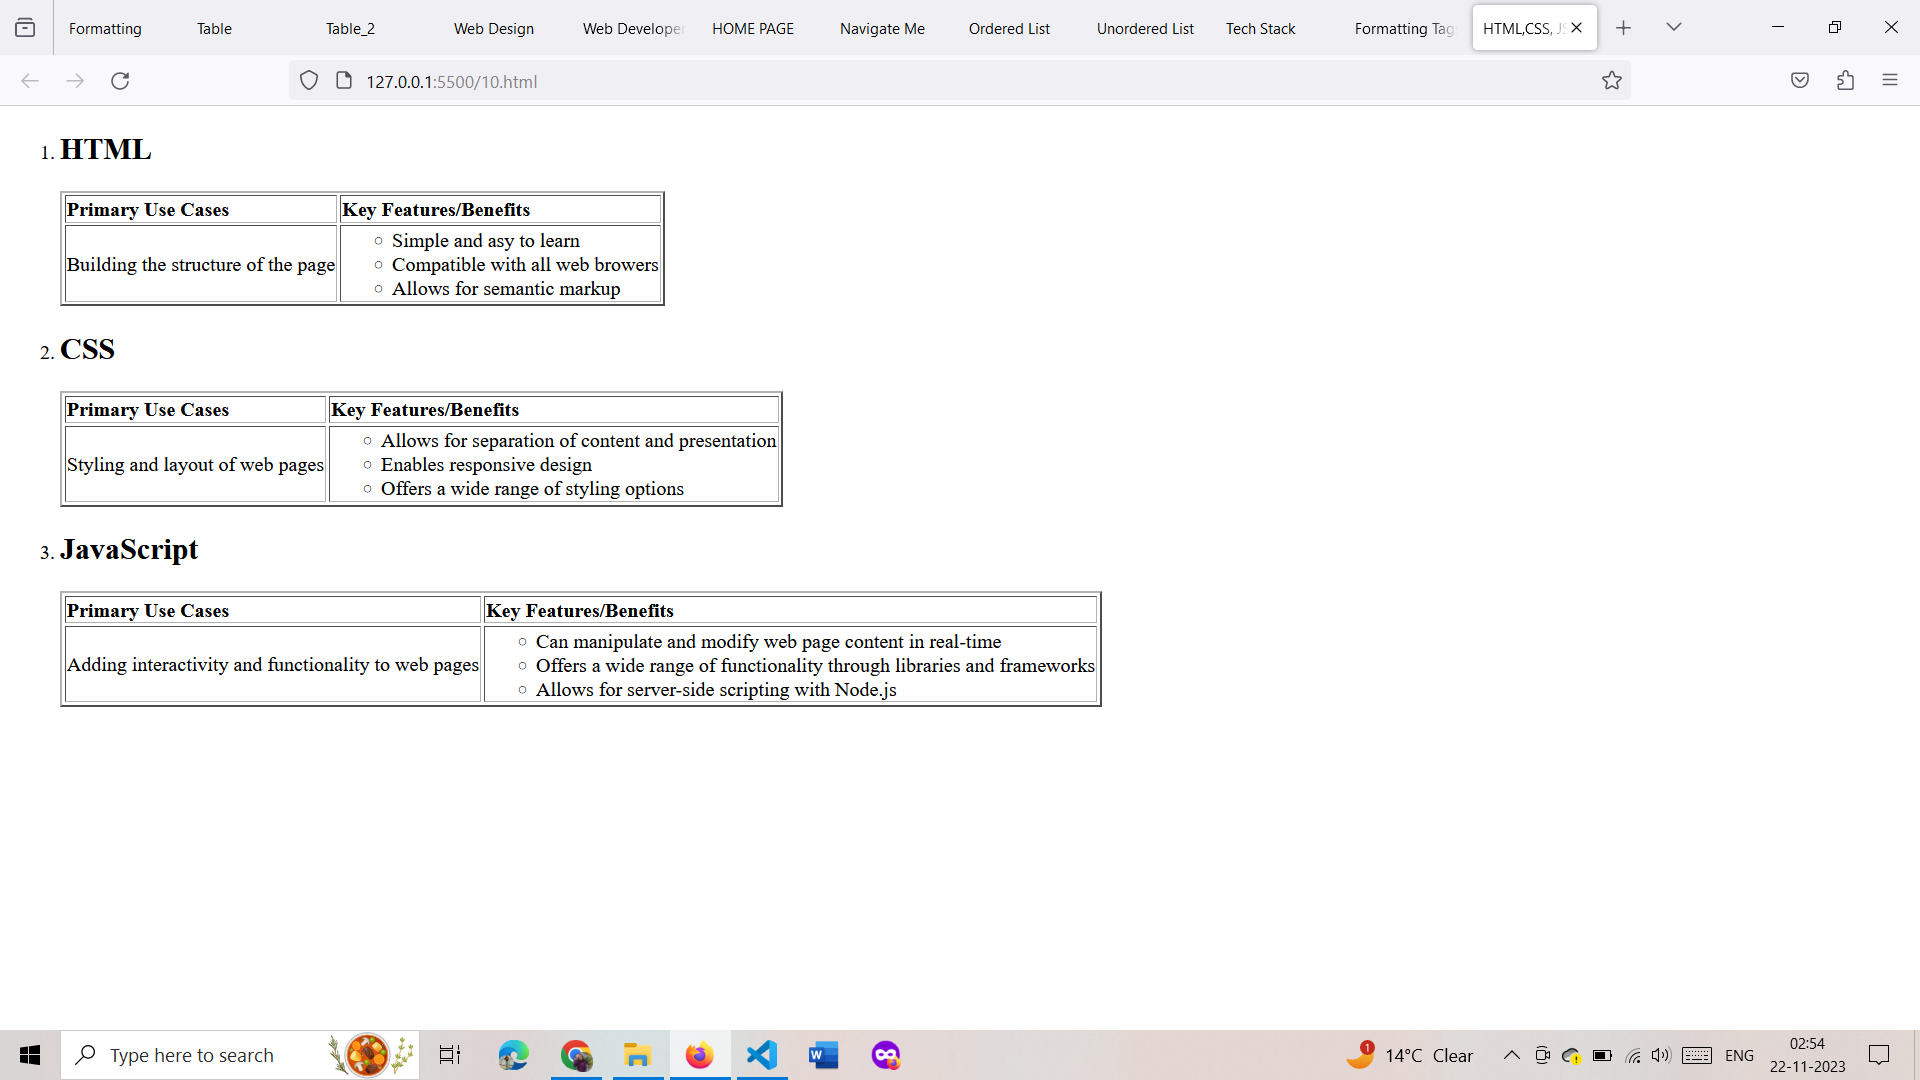 Formatting Table Table_2 Web Design Web Developer HOME PAGE Navigate Me Ordered List Unordered List Tech Stack Formatting Tag HTML,CSS, JS
127.0.0.1:5500/10.html
1. HTML
Primary Use Cases Key Features/Benefits
Building the structure of the page
Simple and asy to learn
Compatible with all web browers
Allows for semantic markup
2. CSS
Primary Use Cases Key Features/Benefits
Styling and layout of web pages
Allows for separation of content and presentation
Enables responsive design
Offers a wide range of styling options
3. JavaScript
Primary Use Cases Key Features/Benefits
Adding interactivity and functionality to web pages
Can manipulate and modify web page content in real-time
Offers a wide range of functionality through libraries and frameworks
Allows for server-side scripting with Node.js
Type here to search
1
14°C Clear
ENG
02:54
22-11-2023